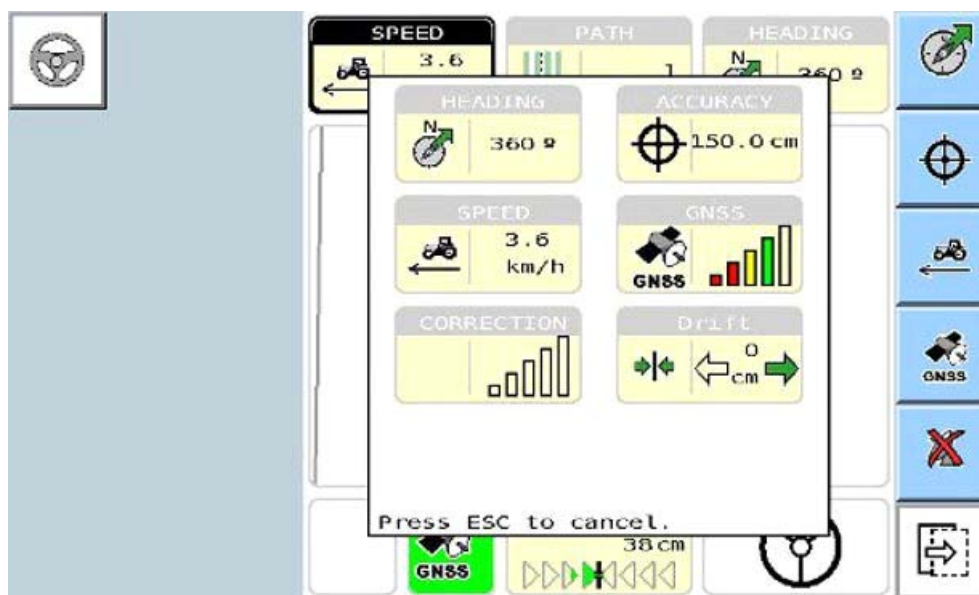 SPEED
PATH
HEADING
3.6
1
N
360 º
HEADING
ACCURACY
N
360 º
150.0 cm
SPEED
GNSS
3.6
km/h
GNSS
CORRECTION
Drift
0
cm
Press ESC to cancel.
GNSS
38 cm
GNSS